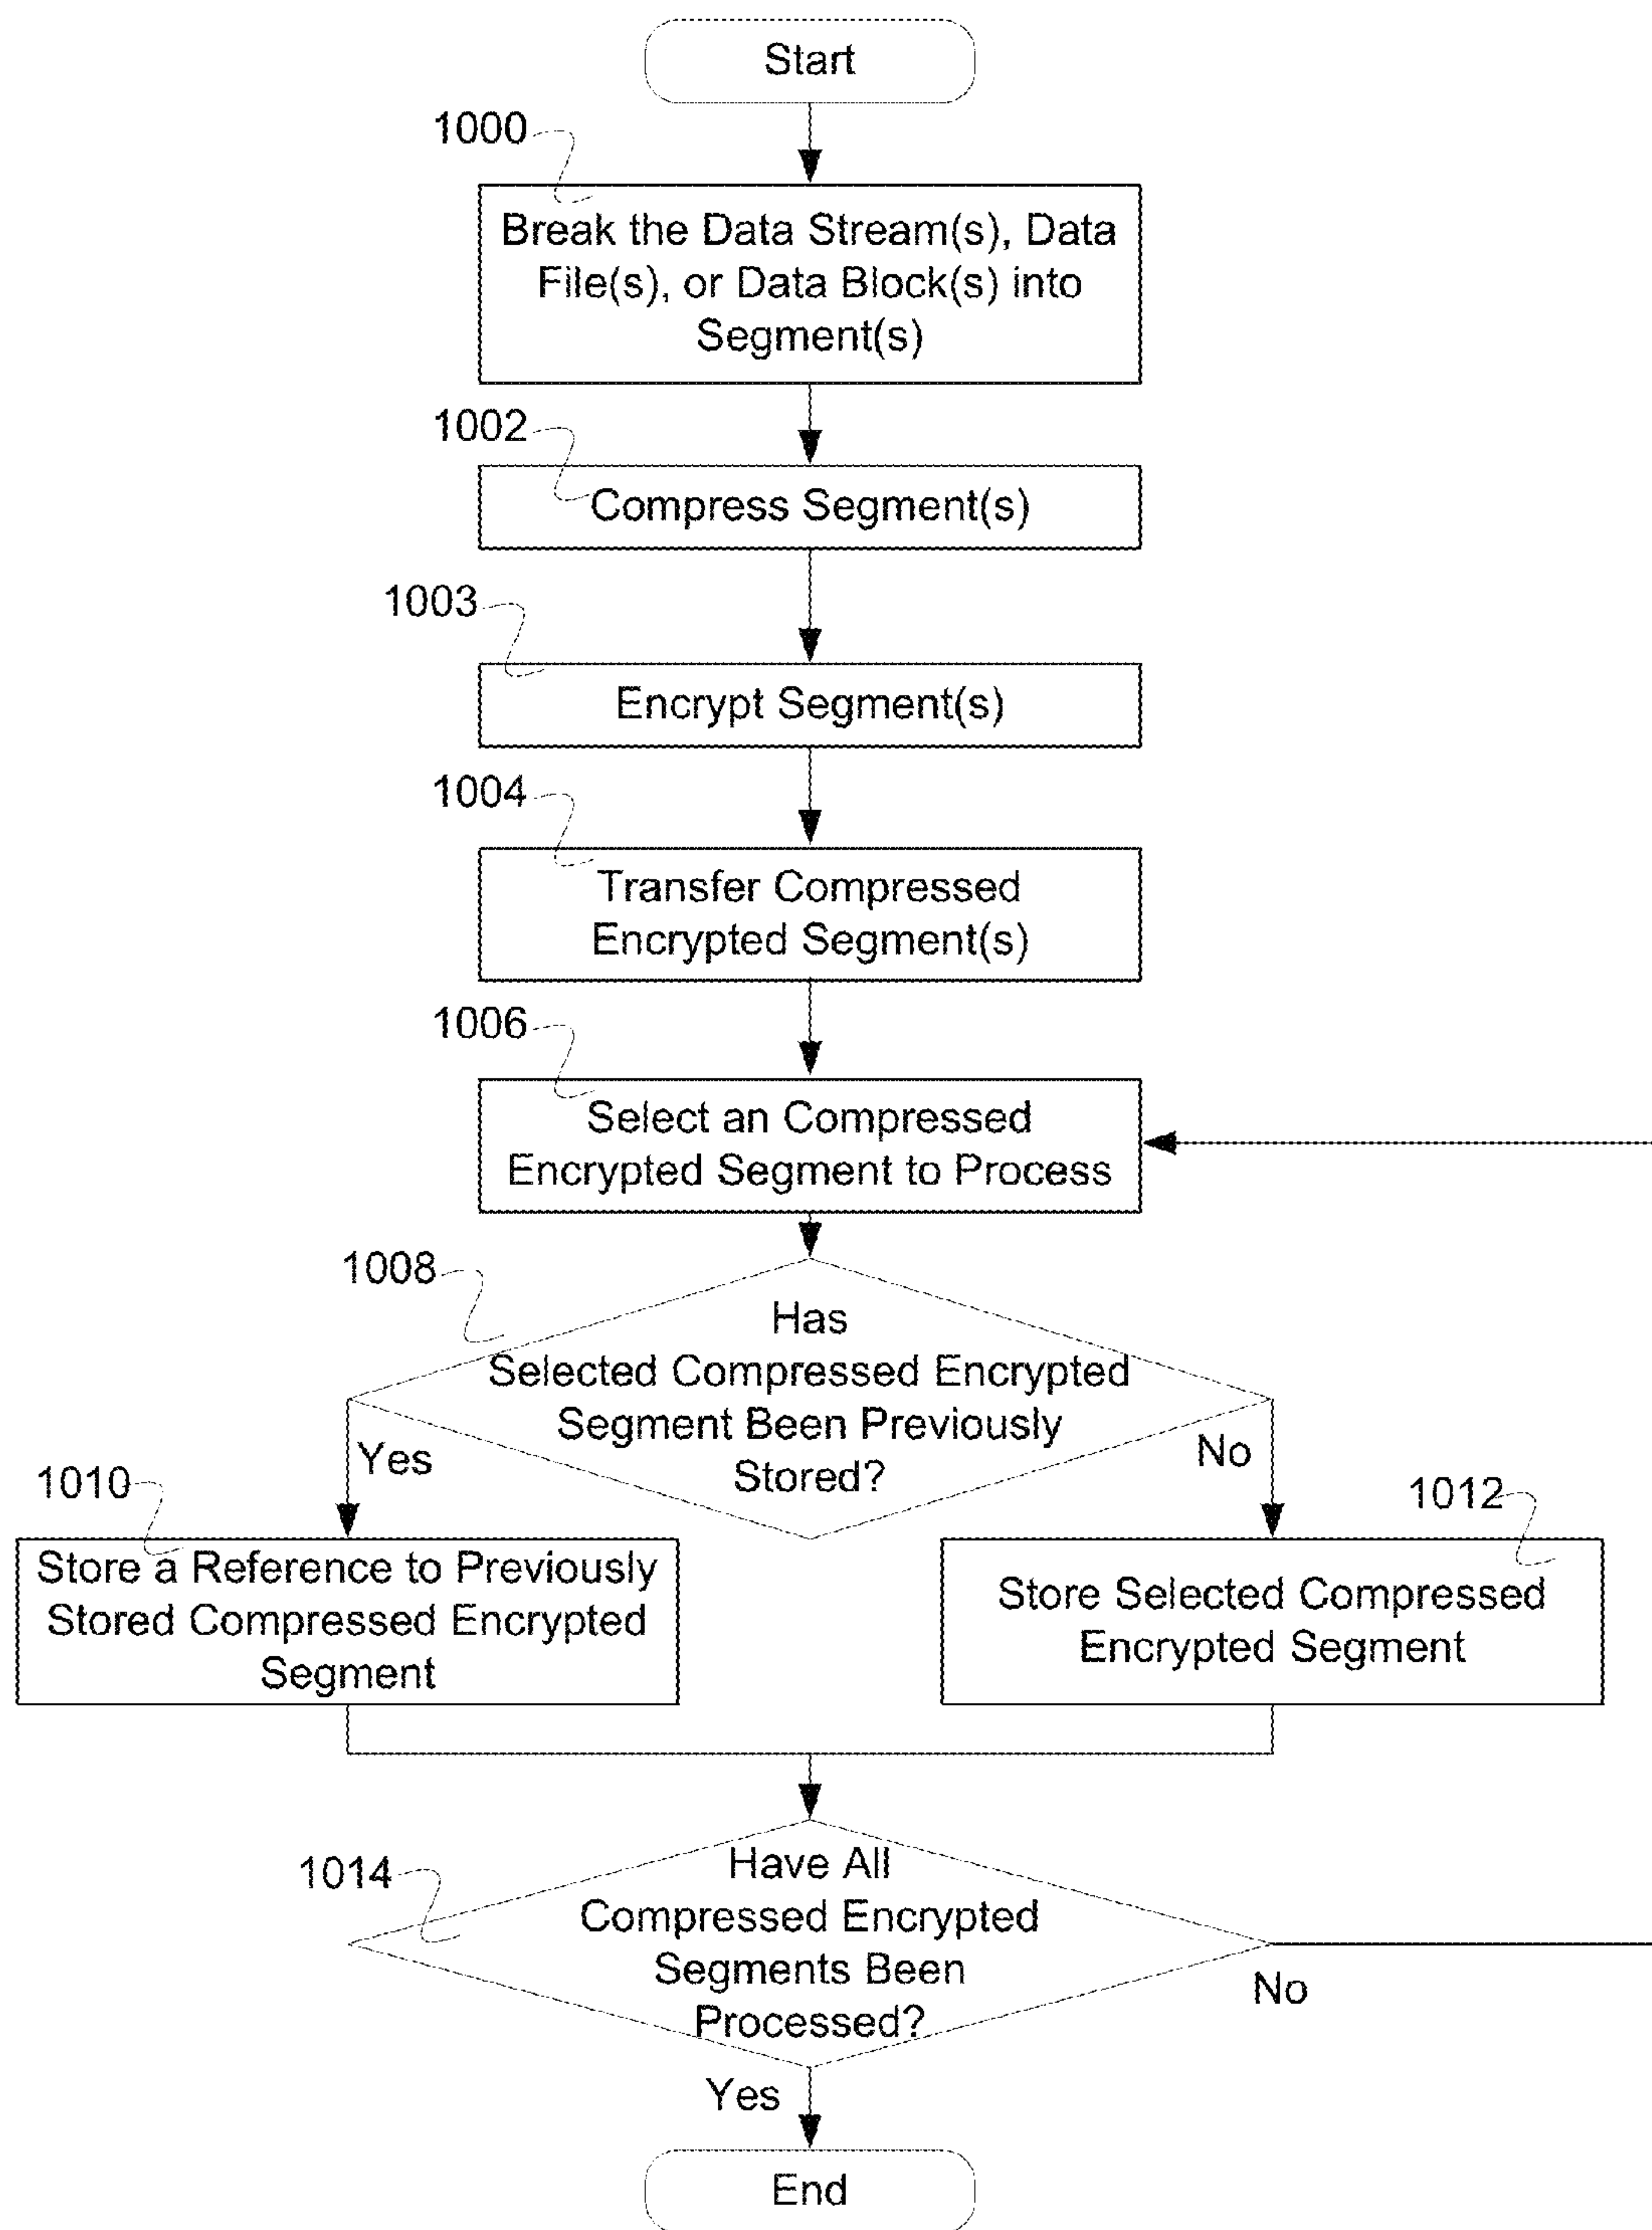 Start
1000
Break the Data Stream(s), Data
File(s), or Data Block(s) into
Segment(s)
1002
Compress Segment(s)
1003
Encrypt Segment(s)
1004
Transfer Compressed
Encrypted Segment(s)
1006
Select an Compressed
Encrypted Segment to Process
1008
Has
Selected Compressed Encrypted
Segment Been Previously
Stored?
Yes
No
1010
Store a Reference to Previously
Stored Compressed Encrypted
Segment
1012
Store Selected Compressed
Encrypted Segment
1014
Have All
Compressed Encrypted
Segments Been
Processed?
No
Yes
End